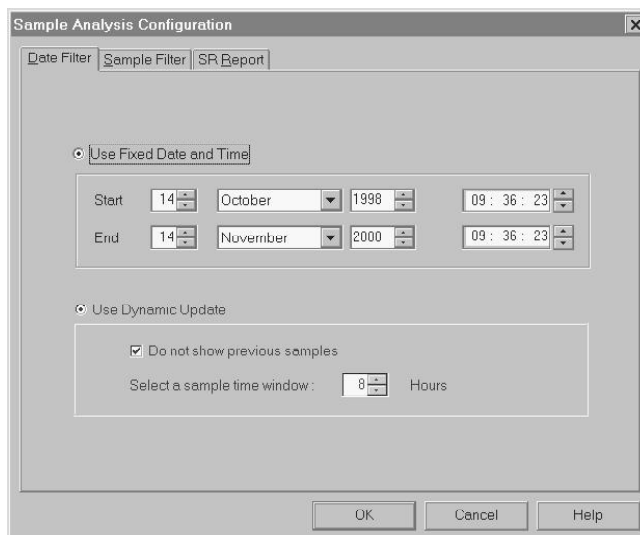 Sample Analysis Configuration
Date Filter Sample Filter SR Report
Use Fixed Date and Time
Start 14 October 1998 09 : 36 : 23
End 14 November 2000 09 : 36 : 23
Use Dynamic Update
Do not show previous samples
Select a sample time window : 8 Hours
OK Cancel Help